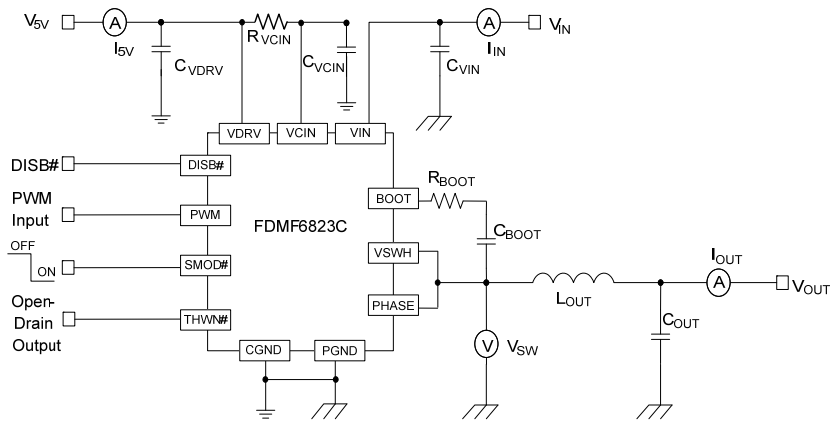 V5V
A
I5V
RVCIN
CVDRV
CVCIN
A
IIN
VIN
CVIN
VDRV
VCIN
VIN
DISB#
DISB#
PWM
Input
PWM
OFF
ON
SMOD#
Open-
Drain
Output
THWN#
FDMF6823C
BOOT
RBOOT
CBOOT
VSWH
PHASE
CGND
PGND
V
VSW
LOUT
IOUT
A
VOUT
COUT